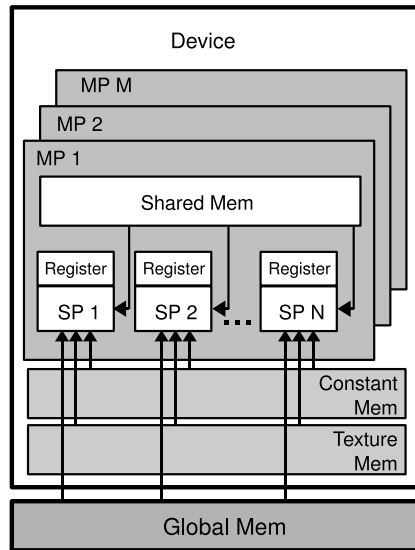 Device
MP M
MP 2
MP 1
Shared Mem
Register Register Register
SP 1 SP 2 .... SP N
Constant
Mem
Texture
Mem
Global Mem